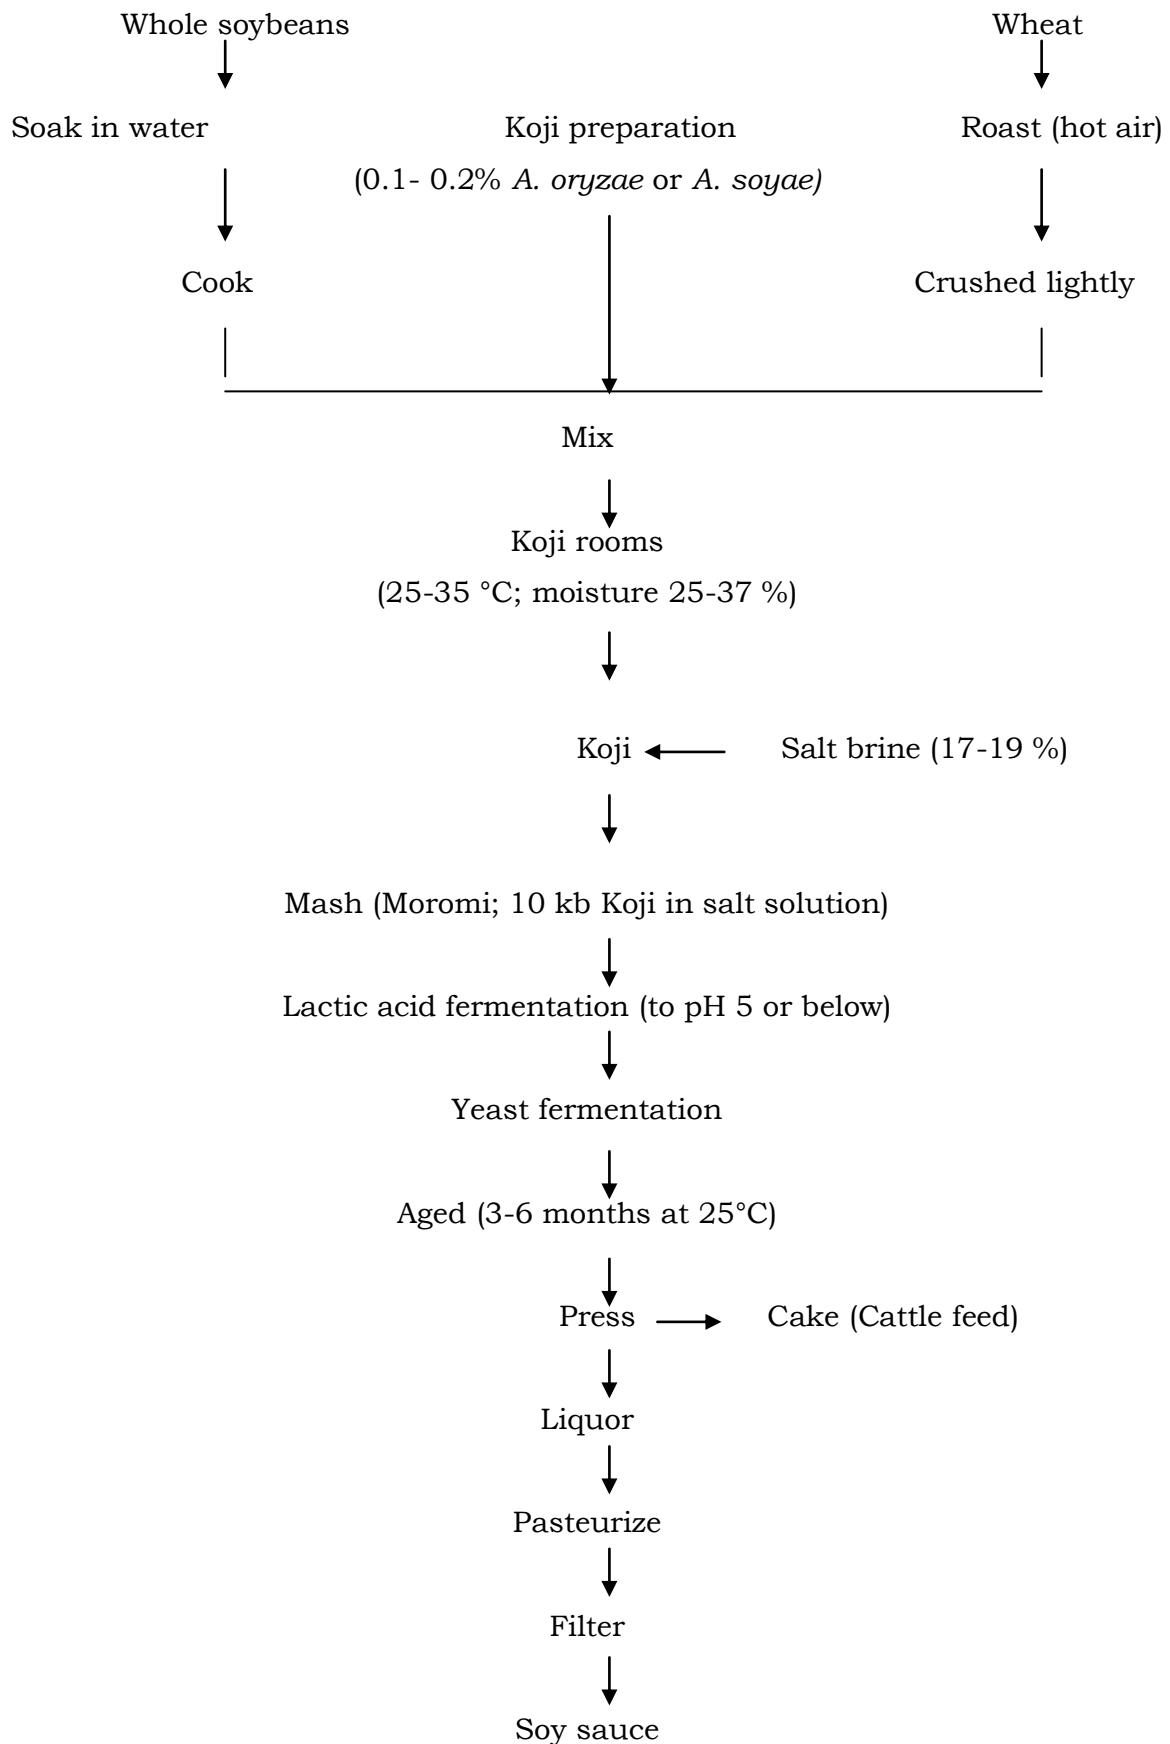 Whole soybeans
Wheat
Soak in water
Koji preparation
Roast (hot air)
(0.1- 0.2% A. oryzae or A. soyae)
Cook
Crushed lightly
Mix
Koji rooms
(25-35 °C; moisture 25-37 %)
Koji
Salt brine (17-19 %)
Mash (Moromi; 10 kb Koji in salt solution)
Lactic acid fermentation (to pH 5 or below)
Yeast fermentation
Aged (3-6 months at 25°C)
Press
Cake (Cattle feed)
Liquor
Pasteurize
Filter
Soy sauce